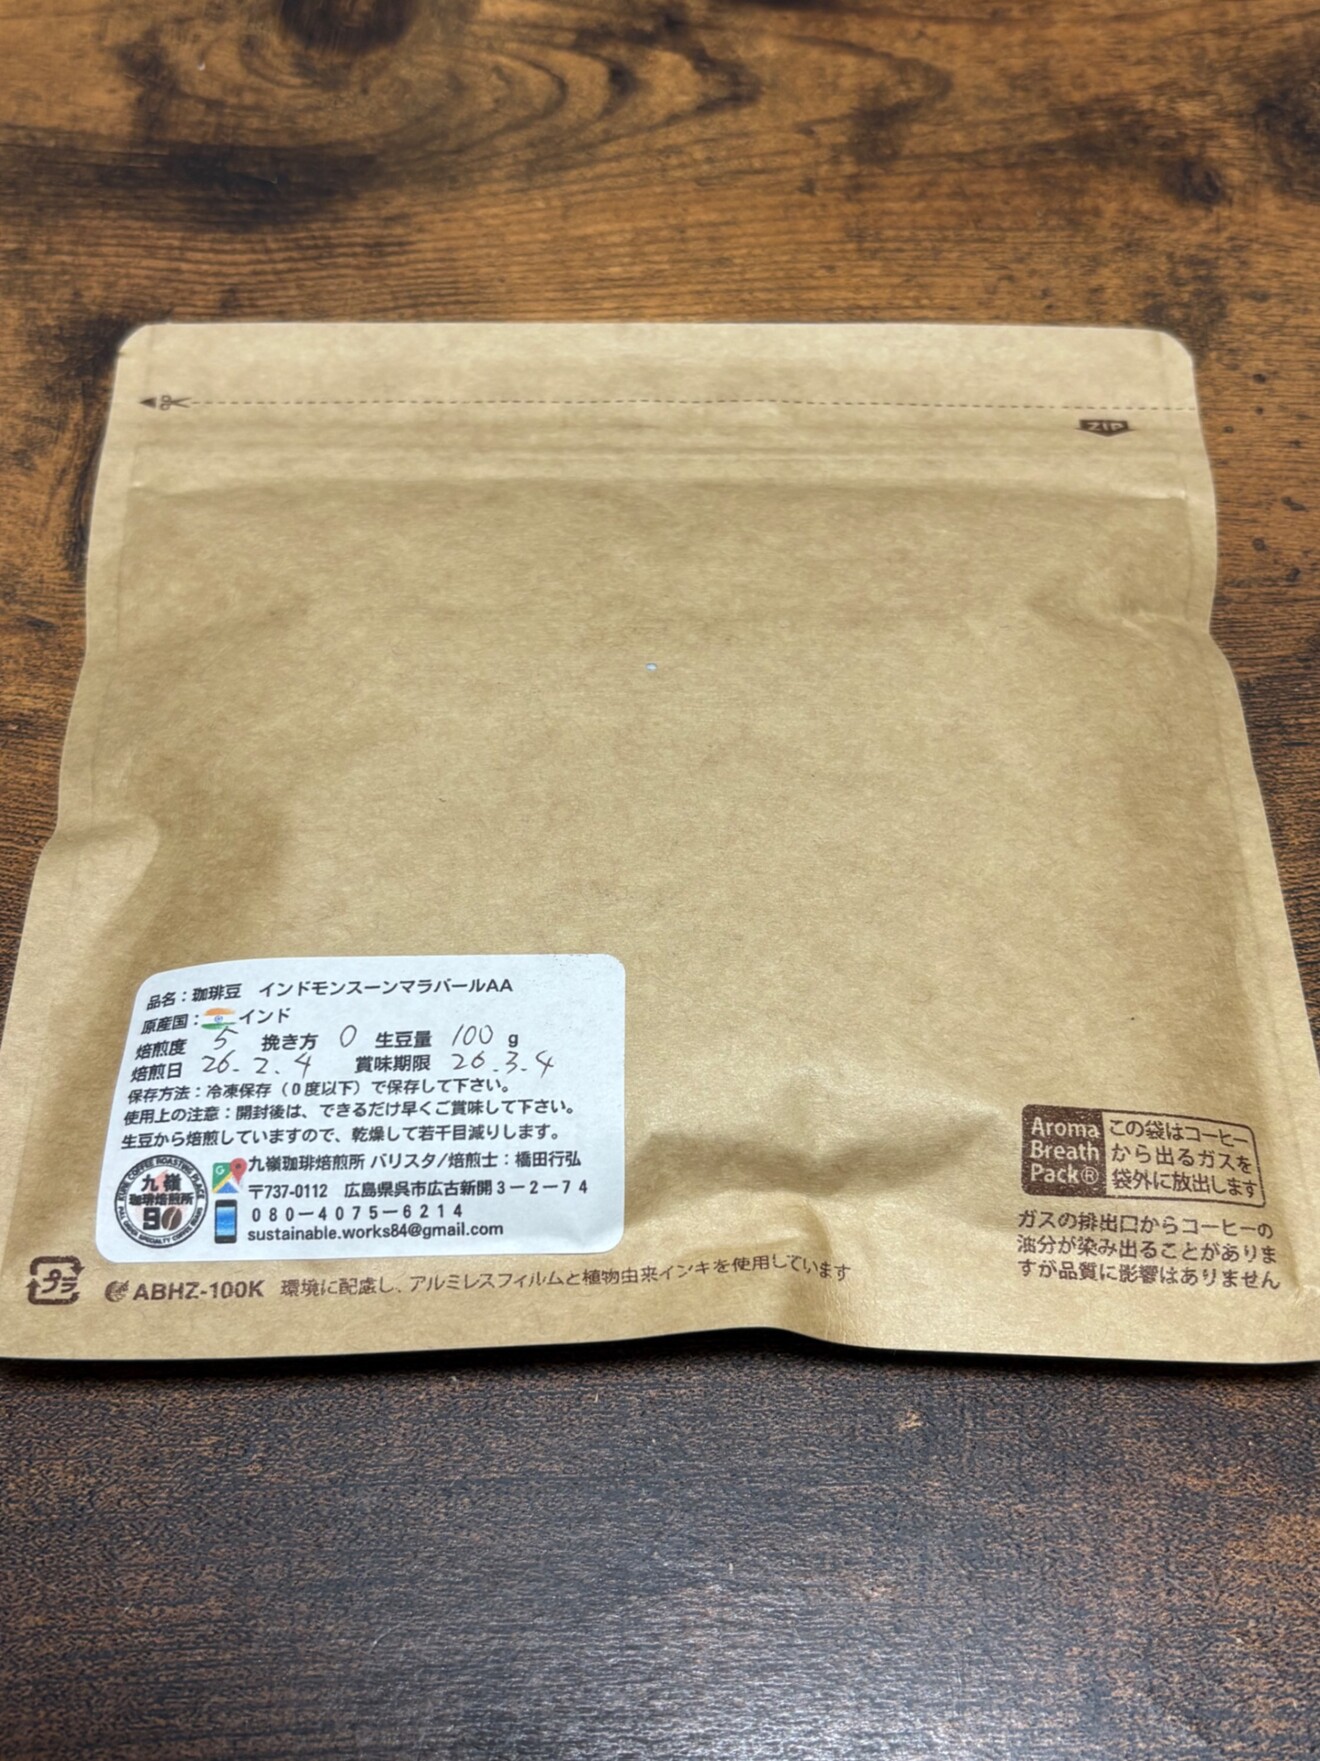 ZIP
品名：珈琲豆　インドモンスーンマラバールAA
原産国：インド
焙煎度 5 挽き方 0 生豆量 100 g
焙煎日 26.2.4 賞味期限 26.3.4
保存方法：冷凍保存（0度以下）で保存して下さい。
使用上の注意：開封後は、できるだけ早くご賞味して下さい。
生豆から焙煎していますので、乾燥して若干目減りします。
九嶺珈琲焙煎所 バリスタ/焙煎士：橋田行弘
〒737-0112　広島県呉市広古新開３－２－７４
０８０－４０７５－６２１４
sustainable.works84@gmail.com
KURE COFFEE ROASTING PLACE
九嶺
珈琲焙煎所
90
Aroma
Breath
Pack®
この袋はコーヒー
から出るガスを
袋外に放出します
ガスの排出口からコーヒーの
油分が染み出ることがありま
すが品質に影響はありません
プラ
ABHZ-100K 環境に配慮し、アルミレスフィルムと植物由来インキを使用しています